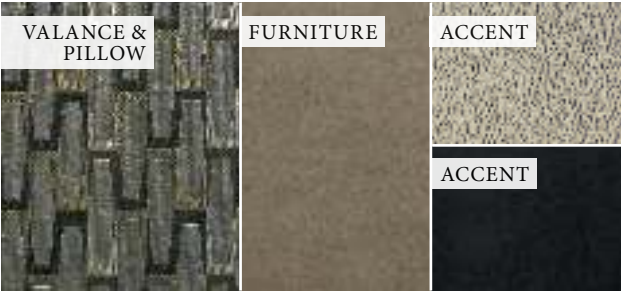 VALANCE &
PILLOW
FURNITURE
ACCENT
ACCENT